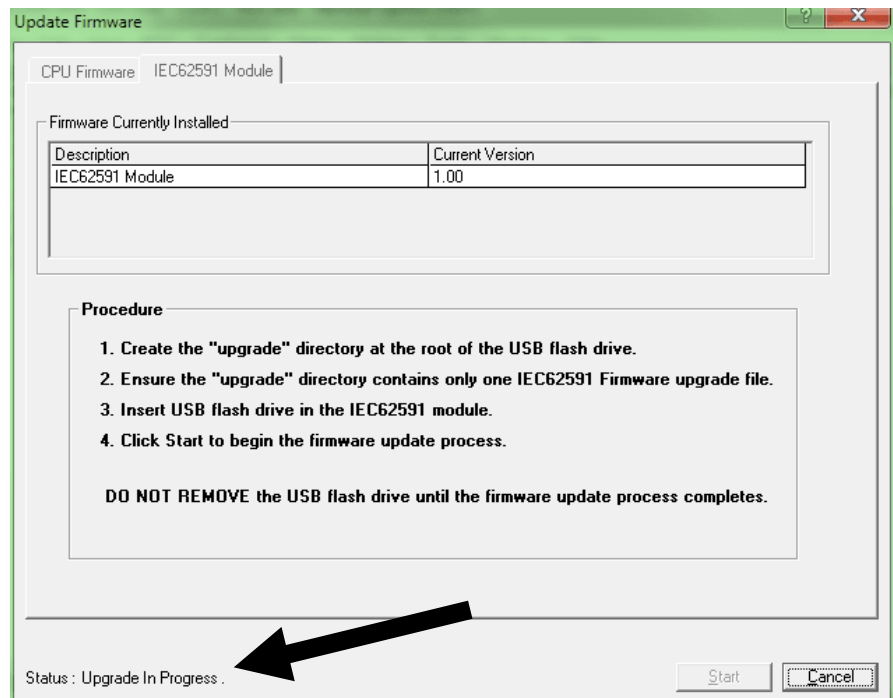 Update Firmware
?
X
CPU Firmware IEC62591 Module
Firmware Currently Installed
Description Current Version
IEC62591 Module 1.00
Procedure
1. Create the "upgrade" directory at the root of the USB flash drive.
2. Ensure the "upgrade" directory contains only one IEC62591 Firmware upgrade file.
3. Insert USB flash drive in the IEC62591 module.
4. Click Start to begin the firmware update process.
DO NOT REMOVE the USB flash drive until the firmware update process completes.
Status : Upgrade In Progress . Start Cancel